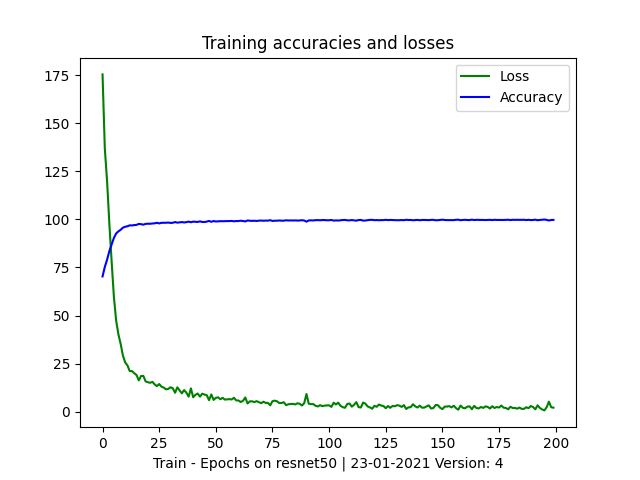 Training accuracies and losses
Loss
Accuracy
175
150
125
100
75
50
25
0
0 25 50 75 100 125 150 175 200
Train - Epochs on resnet50 | 23-01-2021 Version: 4